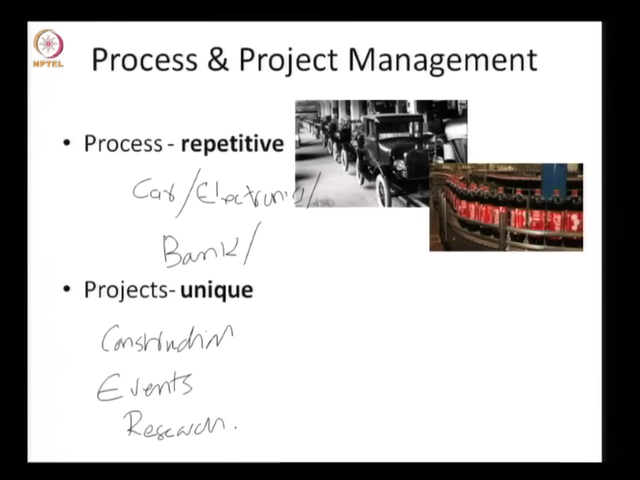 NPTEL
Process & Project Management
• Process - repetitive
Car/Electronic/
Bank/
• Projects- unique
Construction
Events
Research.